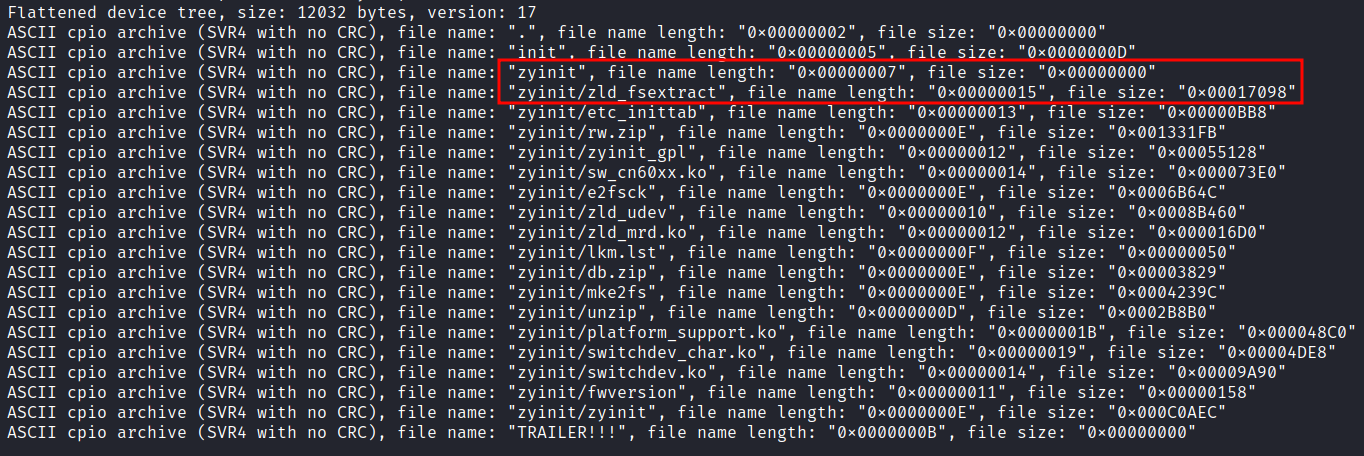 Flattened device tree, size: 12032 bytes, version: 17
ASCII cpio archive (SVR4 with no CRC), file name: ".", file name length: "0×00000002", file size: "0×00000000"
ASCII cpio archive (SVR4 with no CRC), file name: "init", file name length: "0×00000005", file size: "0×0000000D"
ASCII cpio archive (SVR4 with no CRC), file name: "zyinit", file name length: "0×00000007", file size: "0×00000000"
ASCII cpio archive (SVR4 with no CRC), file name: "zyinit/zld_fsextract", file name length: "0×00000015", file size: "0×00017098"
ASCII cpio archive (SVR4 with no CRC), file name: "zyinit/etc_inittab", file name length: "0×00000013", file size: "0×00000BB8"
ASCII cpio archive (SVR4 with no CRC), file name: "zyinit/rw.zip", file name length: "0×0000000E", file size: "0×001331FB"
ASCII cpio archive (SVR4 with no CRC), file name: "zyinit/zyinit_gpl", file name length: "0×00000012", file size: "0×00055128"
ASCII cpio archive (SVR4 with no CRC), file name: "zyinit/sw_cn60xx.ko", file name length: "0×00000014", file size: "0×000073E0"
ASCII cpio archive (SVR4 with no CRC), file name: "zyinit/e2fsck", file name length: "0×0000000E", file size: "0×0006B64C"
ASCII cpio archive (SVR4 with no CRC), file name: "zyinit/zld_udev", file name length: "0×00000010", file size: "0×0008B460"
ASCII cpio archive (SVR4 with no CRC), file name: "zyinit/zld_mrd.ko", file name length: "0×00000012", file size: "0×000016D0"
ASCII cpio archive (SVR4 with no CRC), file name: "zyinit/lkm.lst", file name length: "0×0000000F", file size: "0×00000050"
ASCII cpio archive (SVR4 with no CRC), file name: "zyinit/db.zip", file name length: "0×0000000E", file size: "0×00003829"
ASCII cpio archive (SVR4 with no CRC), file name: "zyinit/mke2fs", file name length: "0×0000000E", file size: "0×0004239C"
ASCII cpio archive (SVR4 with no CRC), file name: "zyinit/unzip", file name length: "0×0000000D", file size: "0×0002B8B0"
ASCII cpio archive (SVR4 with no CRC), file name: "zyinit/platform_support.ko", file name length: "0×0000001B", file size: "0×000048C0"
ASCII cpio archive (SVR4 with no CRC), file name: "zyinit/switchdev_char.ko", file name length: "0×00000019", file size: "0×00004DE8"
ASCII cpio archive (SVR4 with no CRC), file name: "zyinit/switchdev.ko", file name length: "0×00000014", file size: "0×00009A90"
ASCII cpio archive (SVR4 with no CRC), file name: "zyinit/fwversion", file name length: "0×00000011", file size: "0×00000158"
ASCII cpio archive (SVR4 with no CRC), file name: "zyinit/zyinit", file name length: "0×0000000E", file size: "0×000C0AEC"
ASCII cpio archive (SVR4 with no CRC), file name: "TRAILER!!!", file name length: "0×0000000B", file size: "0×00000000"